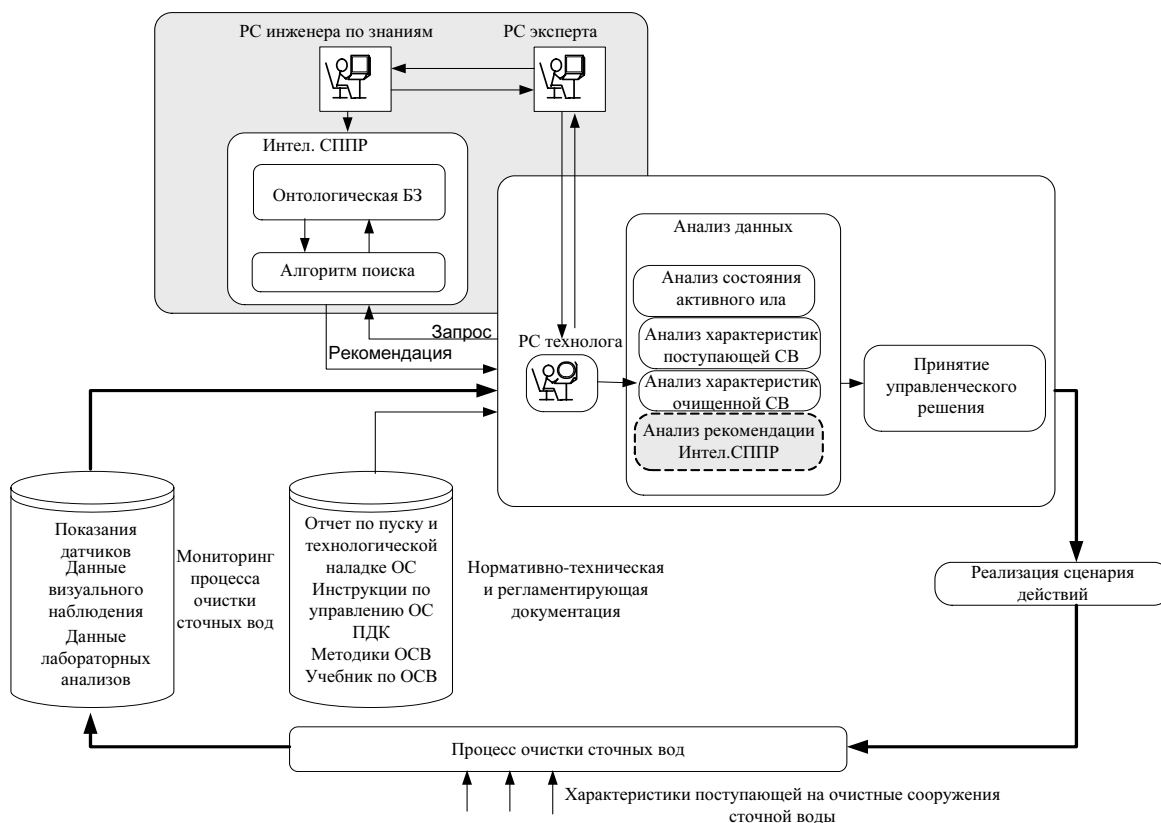 РС инженера по знаниям
РС эксперта
Интел. СППР
Онтологическая БЗ
Алгоритм поиска
Запрос
Рекомендация
РС технолога
Анализ данных
Анализ состояния
активного ила
Анализ характеристик
поступающей СВ
Анализ характеристик
очищенной СВ
Анализ рекомендации
Интел.СППР
Принятие
управленческого
решения
Показания
датчиков
Данные
визуального
наблюдения
Данные
лабораторных
анализов
Мониторинг
процесса
очистки
сточных вод
Отчет по пуску и
технологической
наладке ОС
Инструкции по
управлению ОС
ПДК
Методики ОСВ
Учебник по ОСВ
Нормативно-техническая
и регламентирующая
документация
Реализация сценария
действий
Процесс очистки сточных вод
Характеристики поступающей на очистные сооружения
сточной воды